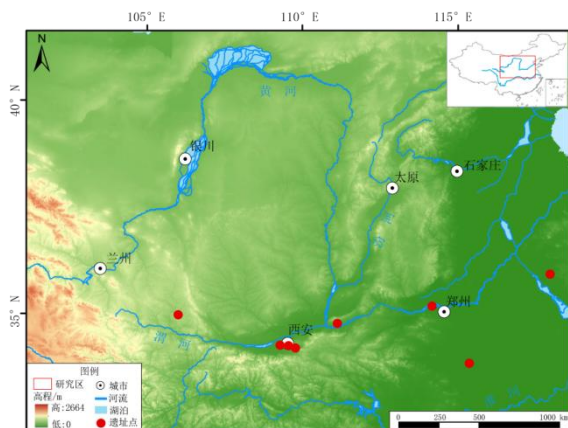 105° E 110° E 115° E
N
40° N
黄 河
银川
太原
石家庄
汾 河
兰州
35° N
西安
郑州
渭 河
图例
研究区 城市
高程/m 河流
高:2664 湖泊
低:0 遗址点
0 250 500 1000 km